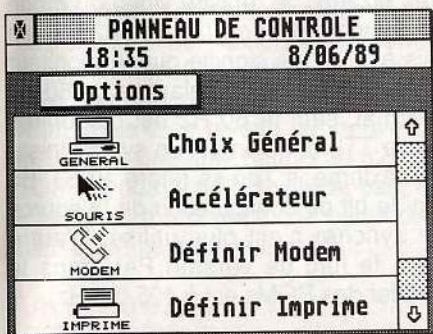 PANNEAU DE CONTROLE
18:35 8/06/89
Options
GENERAL Choix Général
SOURIS Accélérateur
MODEM Définir Modem
IMPRIME Définir Imprime